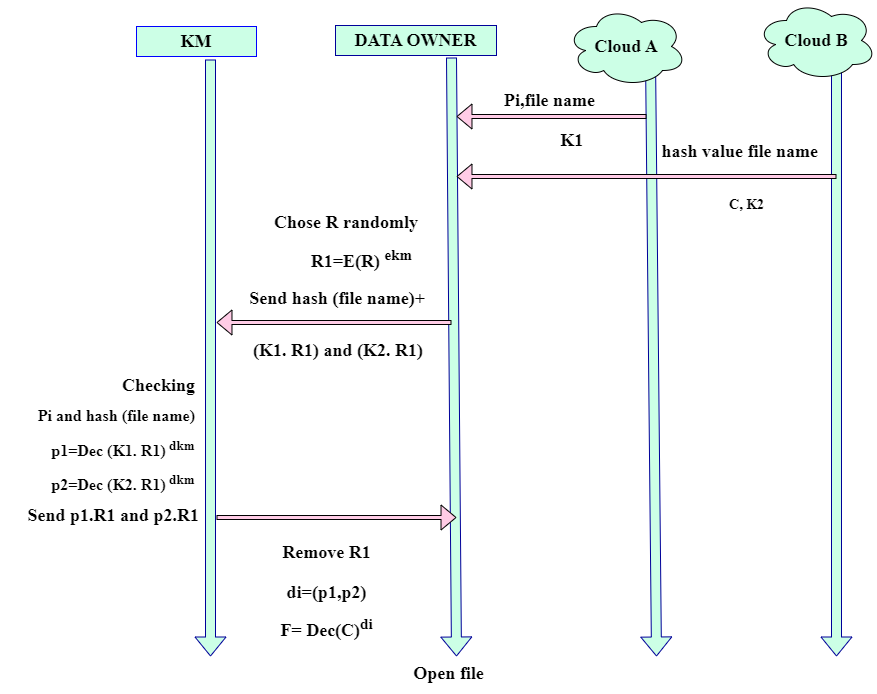 KM
DATA OWNER
Cloud A
Cloud B
Pi,file name
K1
hash value file name
C, K2
Chose R randomly
R1=E(R) ekm
Send hash (file name)+
(K1. R1) and (K2. R1)
Checking
Pi and hash (file name)
p1=Dec (K1. R1) dkm
p2=Dec (K2. R1) dkm
Send p1.R1 and p2.R1
Remove R1
di=(p1,p2)
F= Dec(C)di
Open file